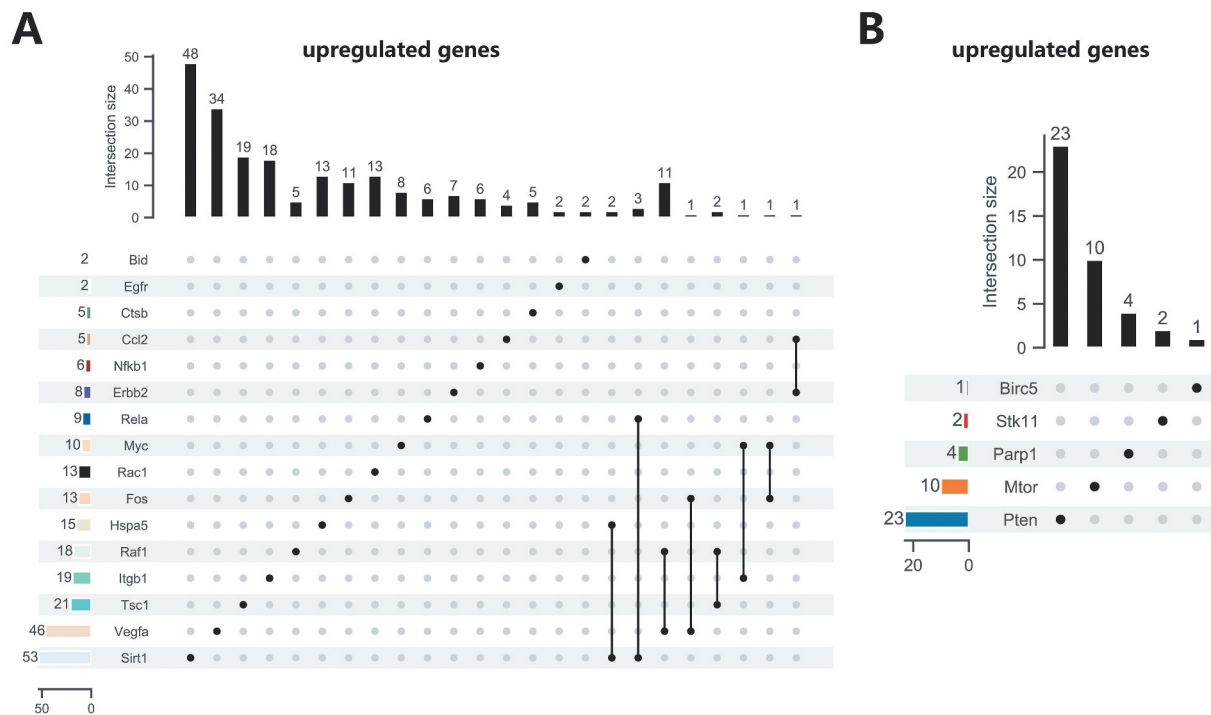 A
upregulated genes
Intersection size
50
40
30
20
10
0
48 34 19 18 5 13 11 13 8 6 7 6 4 5 2 2 2 3 11 1 2 1 1 1
2 Bid
2 Egfr
5 Ctsb
5 Ccl2
6 Nfkb1
8 Erbb2
9 Rela
10 Myc
13 Rac1
13 Fos
15 Hspa5
18 Raf1
19 Itgb1
21 Tsc1
46 Vegfa
53 Sirt1
50 0
B
upregulated genes
Intersection size
20
15
10
5
0
23 10 4 2 1
1 Birc5
2 Stk11
4 Parp1
10 Mtor
23 Pten
20 0